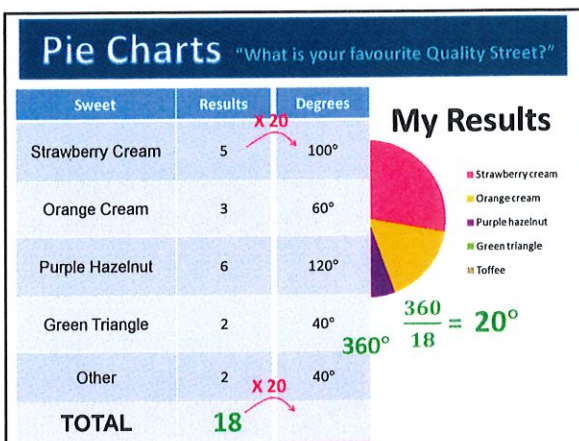 Pie Charts "What is your favourite Quality Street?"
Sweet Results Degrees
X 20
My Results
Strawberry Cream 5 100°
Orange Cream 3 60°
Purple Hazelnut 6 120°
Green Triangle 2 40°
Other 2 40°
X 20
TOTAL 18
Strawberry cream
Orange cream
Purple hazelnut
Green triangle
Toffee
360° 360/18 = 20°